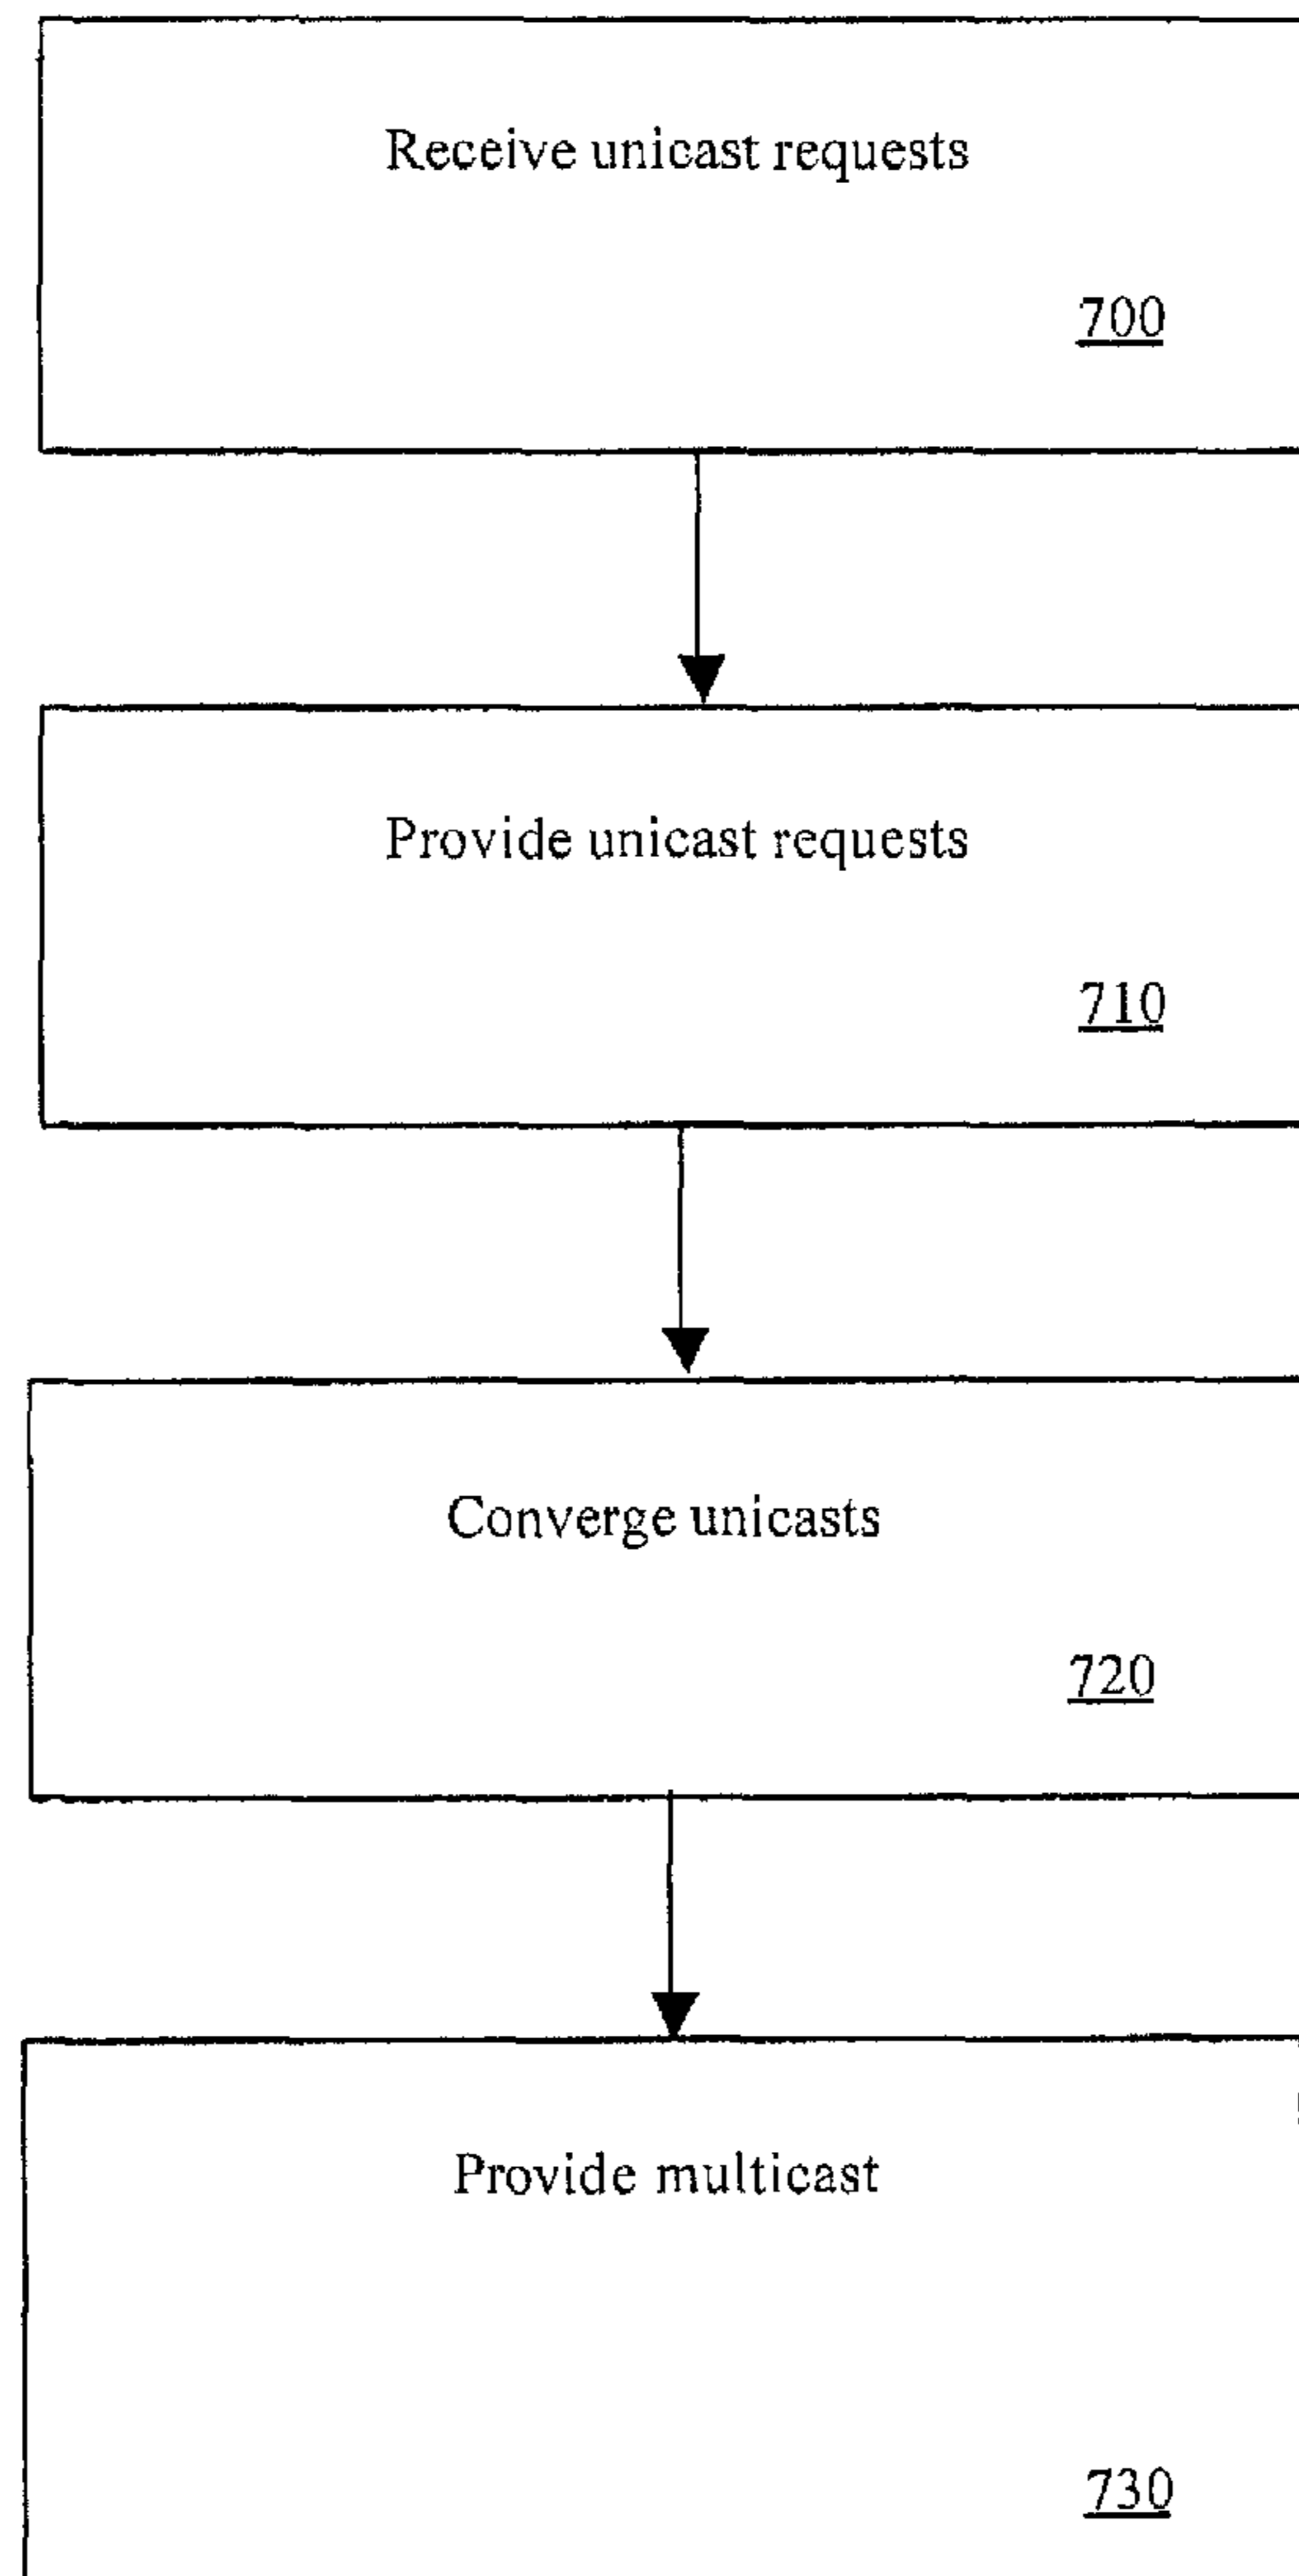 Receive unicast requests
700
Provide unicast requests
710
Converge unicasts
720
Provide multicast
730